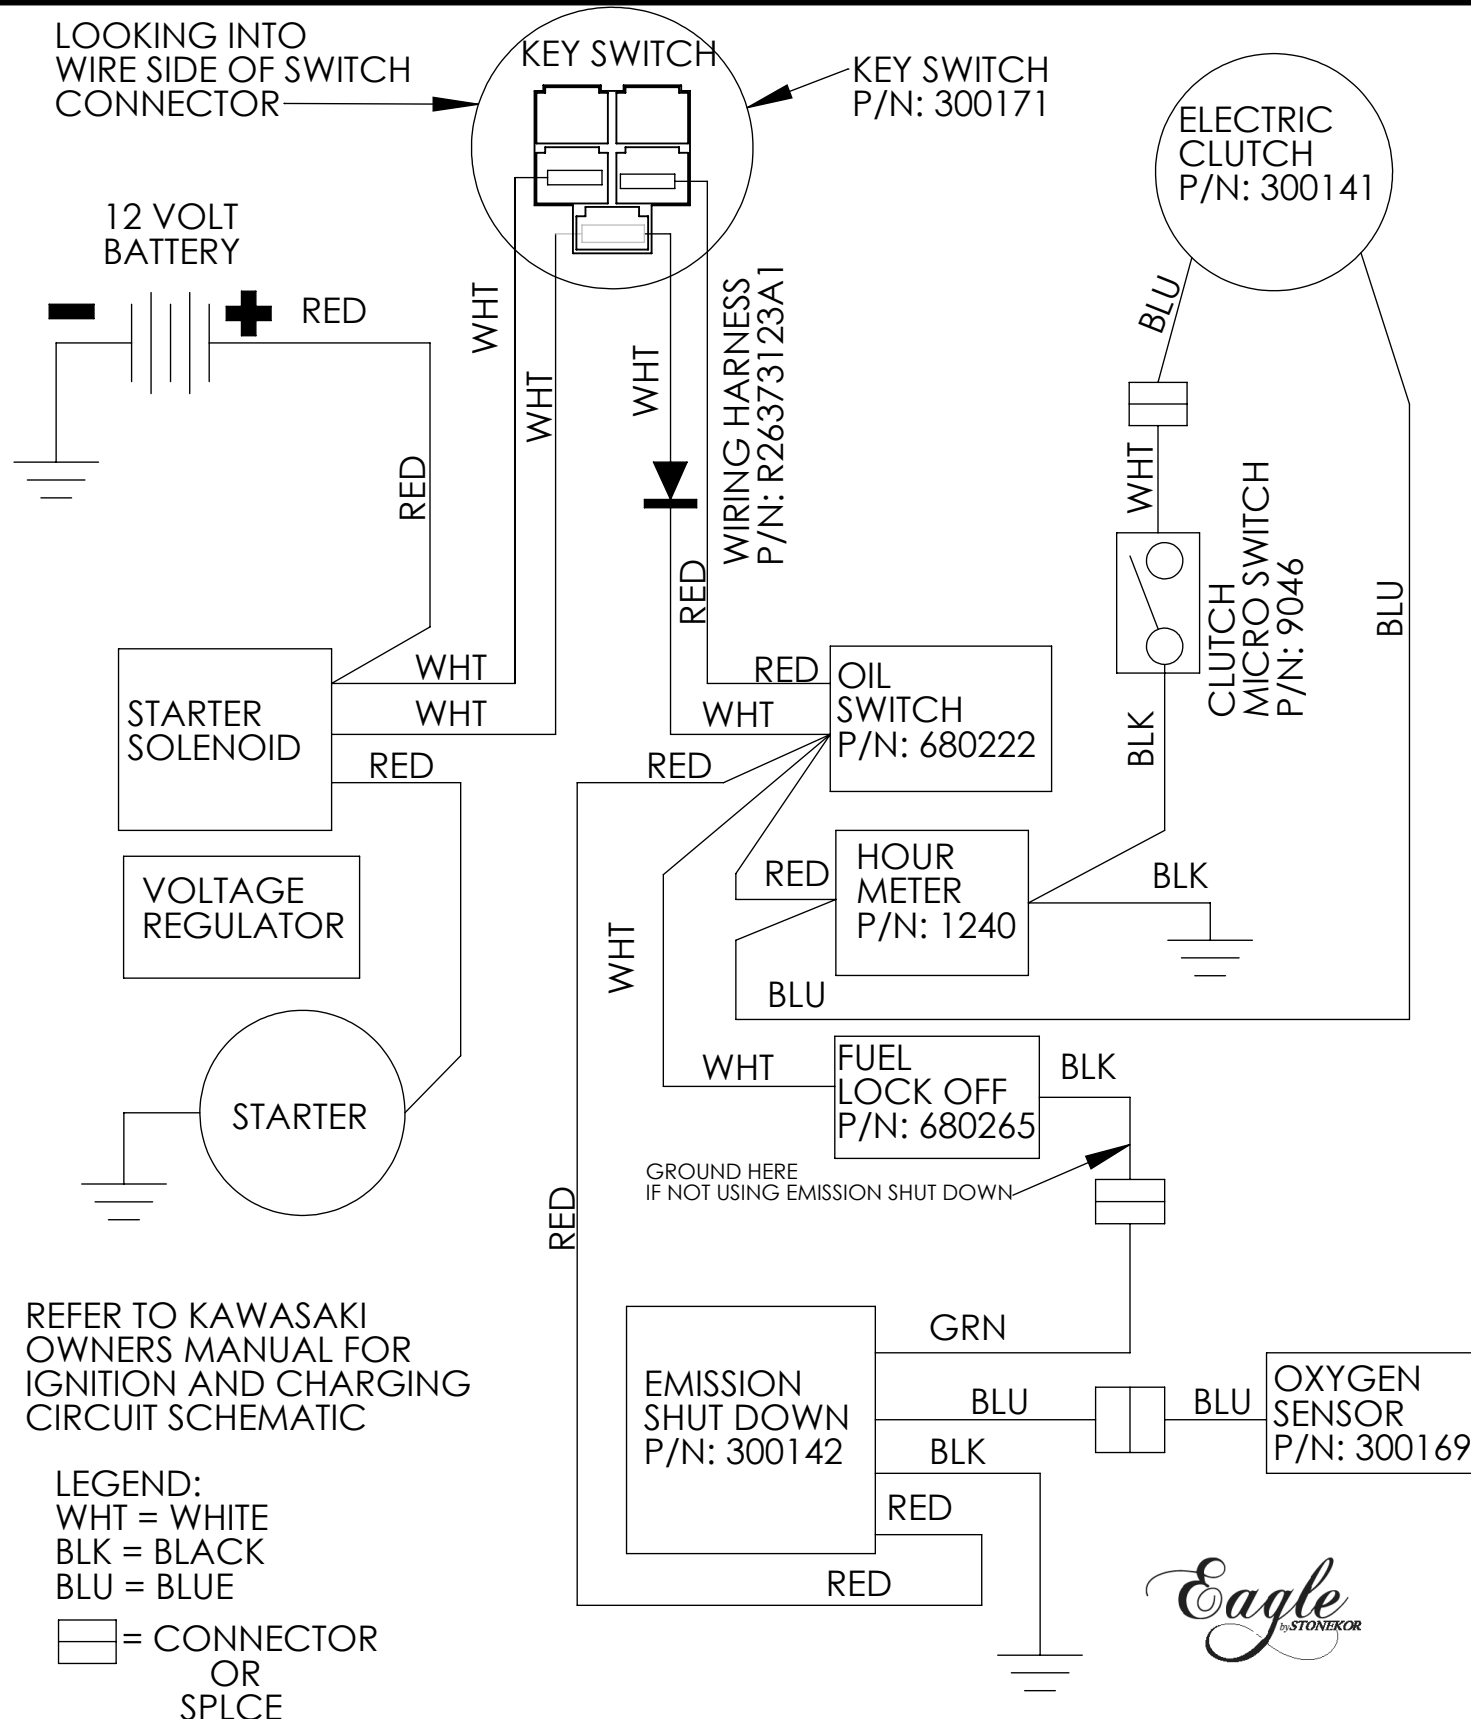 LOOKING INTO
WIRE SIDE OF SWITCH
CONNECTOR
KEY SWITCH
KEY SWITCH
P/N: 300171
ELECTRIC
CLUTCH
P/N: 300141
12 VOLT
BATTERY
RED
RED
WHT
WHT
WHT
WIRING HARNESS
P/N: R26373123A1
RED
BLU
WHT
CLUTCH
MICRO SWITCH
P/N: 9046
BLU
BLK
STARTER
SOLENOID
WHT
WHT
RED
RED
WHT
RED
OIL
SWITCH
P/N: 680222
VOLTAGE
REGULATOR
RED
HOUR
METER
P/N: 1240
BLK
WHT
BLU
STARTER
WHT
FUEL
LOCK OFF
P/N: 680265
BLK
GROUND HERE
IF NOT USING EMISSION SHUT DOWN
RED
REFER TO KAWASAKI
OWNERS MANUAL FOR
IGNITION AND CHARGING
CIRCUIT SCHEMATIC
EMISSION
SHUT DOWN
P/N: 300142
GRN
BLU
BLU
OXYGEN
SENSOR
P/N: 300169
BLK
RED
RED
LEGEND:
WHT = WHITE
BLK = BLACK
BLU = BLUE
= CONNECTOR
OR
SPLCE
Eagle
by STONEKOR